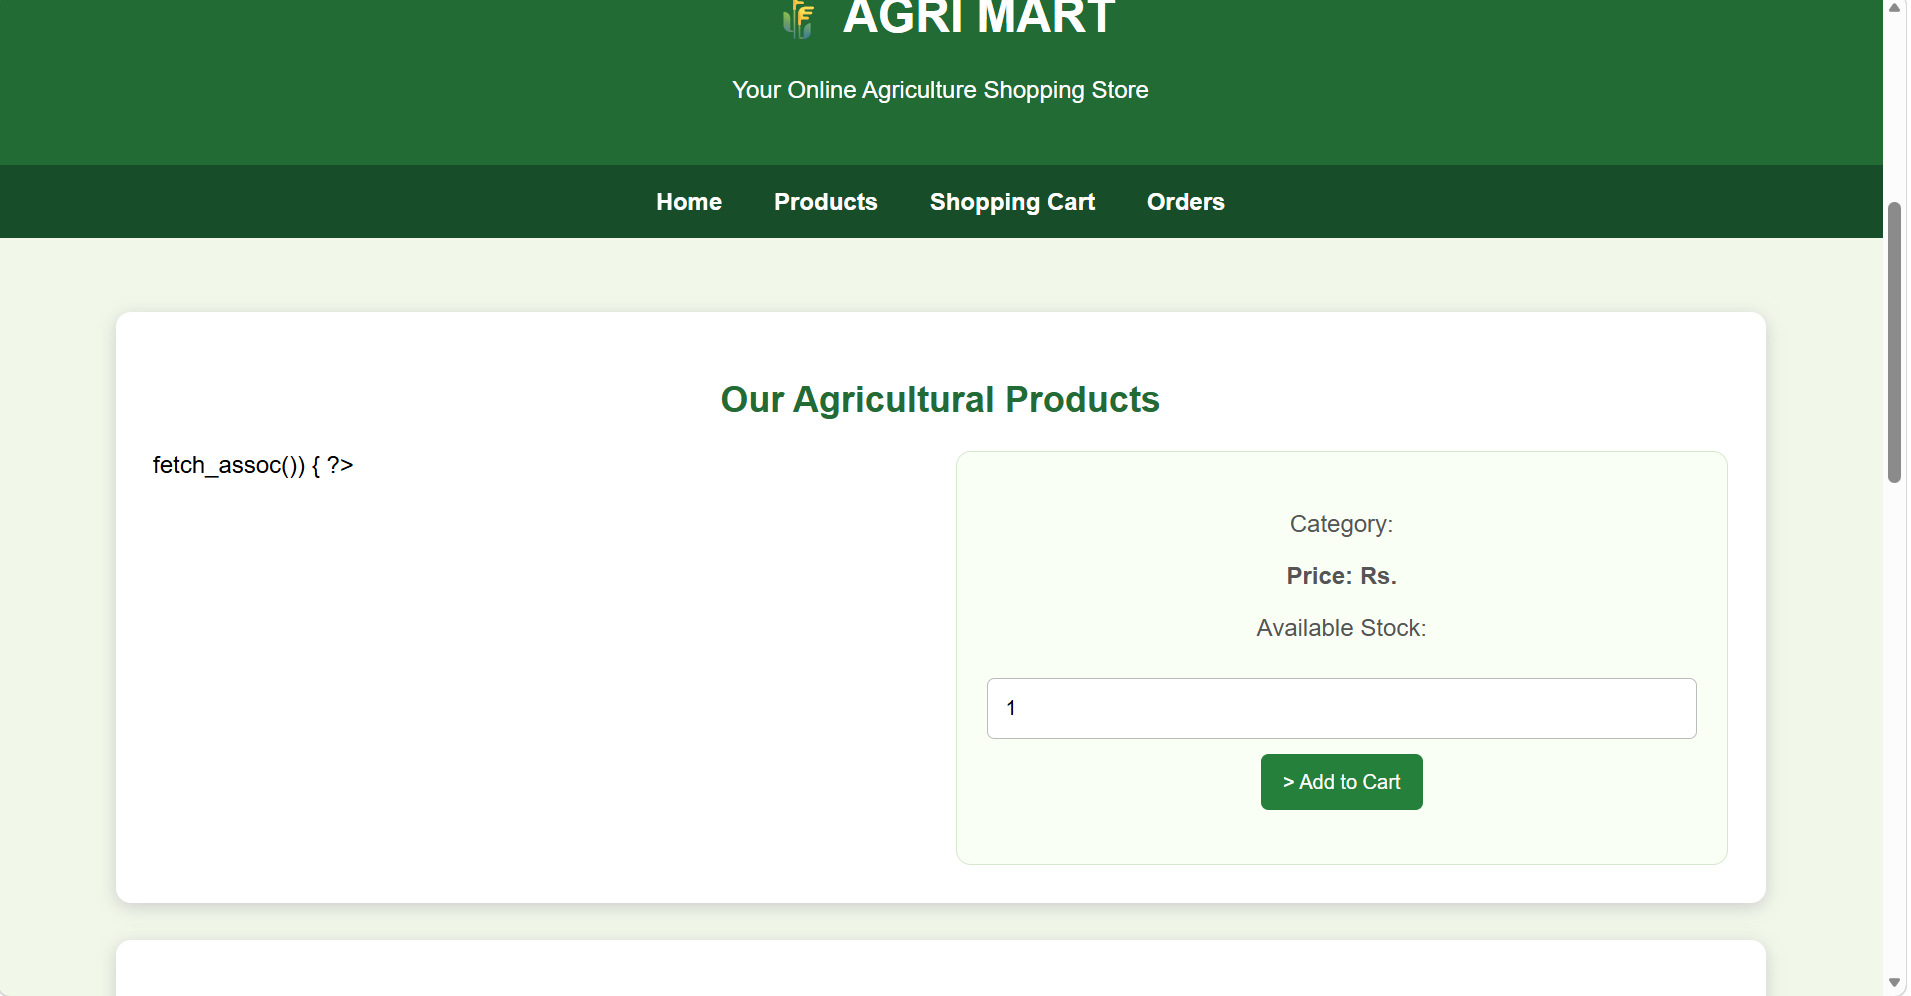 AGRI MART
Your Online Agriculture Shopping Store
Home Products Shopping Cart Orders
Our Agricultural Products
fetch_assoc()) { ?>
Category:
Price: Rs.
Available Stock:
1
> Add to Cart